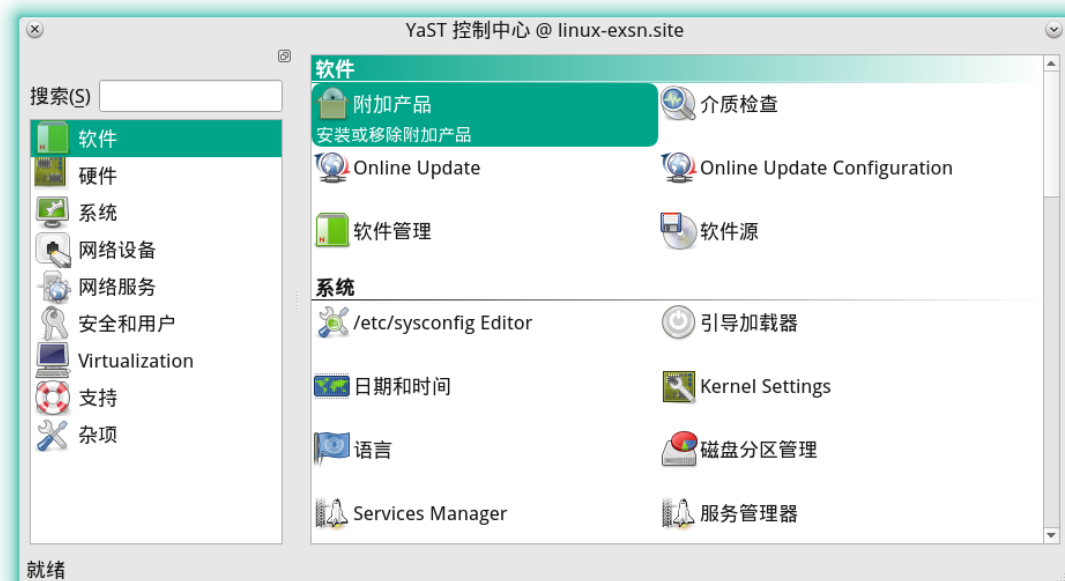 YaST 控制中心 @ linux-exsn.site
搜索(S)
软件
硬件
系统
网络设备
网络服务
安全和用户
Virtualization
支持
杂项
软件
附加产品
安装或移除附加产品
介质检查
Online Update
Online Update Configuration
软件管理
软件源
系统
/etc/sysconfig Editor
引导加载器
日期和时间
Kernel Settings
语言
磁盘分区管理
Services Manager
服务管理器
就绪